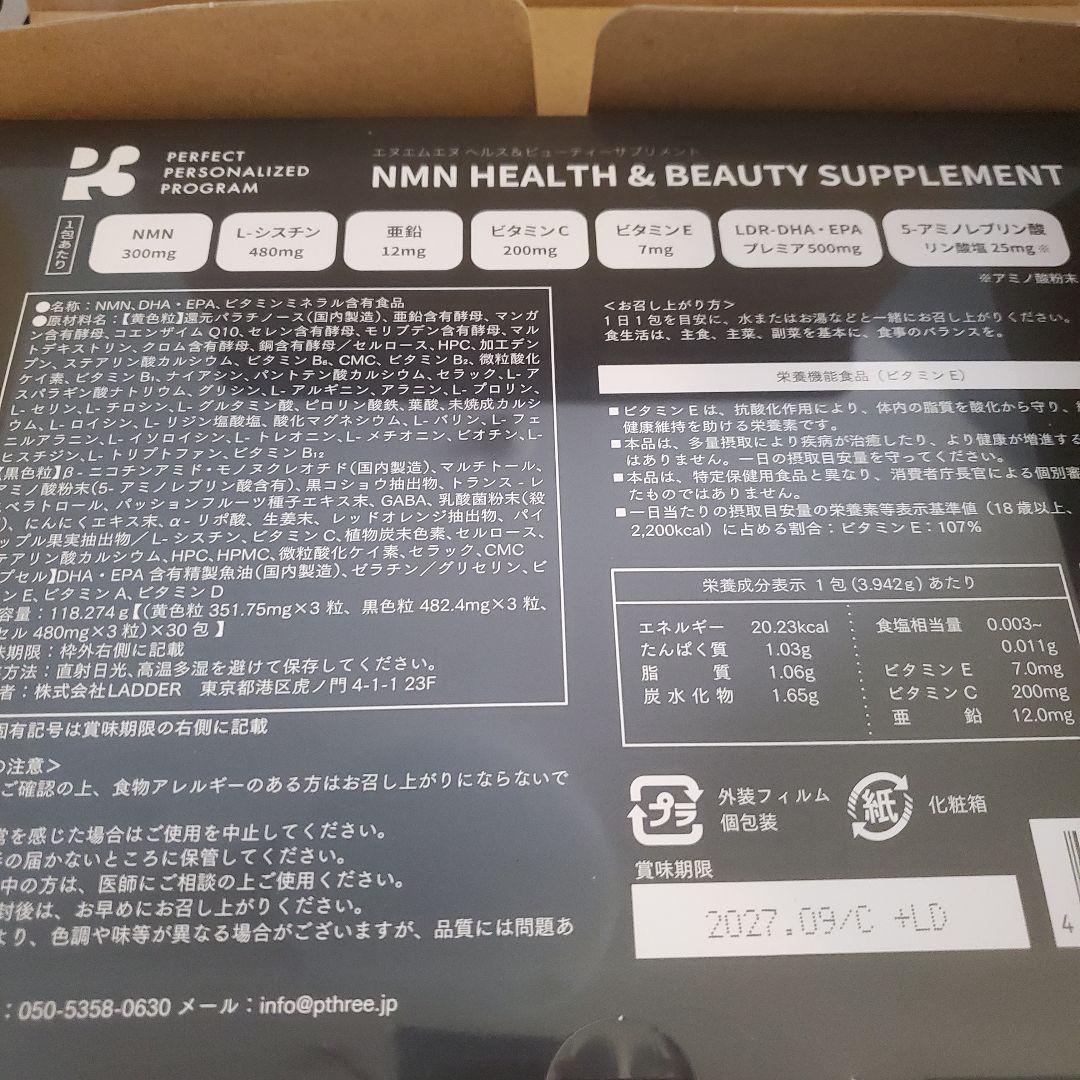 PERFECT
PERSONALIZED
PROGRAM
エヌエムエヌ ヘルス&ビューティーサプリメント
NMN HEALTH & BEAUTY SUPPLEMENT
1包あたり
NMN
300mg
L-シスチン
480mg
亜鉛
12mg
ビタミンC
200mg
ビタミンE
7mg
LDR-DHA・EPA
プレミア500mg
5-アミノレブリン酸
リン酸塩 25mg※
※アミノ酸粉末
●名称：NMN、DHA・EPA、ビタミンミネラル含有食品
●原材料名：【黄色粒】還元パラチノース(国内製造)、亜鉛含有酵母、マンガ
ン含有酵母、コエンザイムQ10、セレン含有酵母、モリブデン含有酵母、マル
トデキストリン、クロム含有酵母、銅含有酵母／セルロース、HPC、加工デン
プン、ステアリン酸カルシウム、ビタミンB₆、CMC、ビタミンB₂、微粒酸化
ケイ素、ビタミンB₁、ナイアシン、パントテン酸カルシウム、セラック、L-ア
スパラギン酸ナトリウム、グリシン、L-アルギニン、アラニン、L-プロリン、
L-セリン、L-チロシン、L-グルタミン酸、ピロリン酸鉄、葉酸、未焼成カルシ
ウム、L-ロイシン、L-リジン塩酸塩、酸化マグネシウム、L-バリン、L-フェ
ニルアラニン、L-イソロイシン、L-トレオニン、L-メチオニン、ビオチン、L-
ヒスチジン、L-トリプトファン、ビタミンB₁₂
【黒色粒】β-ニコチンアミド・モノヌクレオチド(国内製造)、マルチトール、
アミノ酸粉末(5-アミノレブリン酸含有)、黒コショウ抽出物、トランス-レ
スベラトロール、パッションフルーツ種子エキス末、GABA、乳酸菌粉末(殺
)、にんにくエキス末、α-リポ酸、生姜末、レッドオレンジ抽出物、パイ
ップル果実抽出物／L-シスチン、ビタミンC、植物炭末色素、セルロース、
テアリン酸カルシウム、HPC、HPMC、微粒酸化ケイ素、セラック、CMC
プセル】DHA・EPA含有精製魚油(国内製造)、ゼラチン／グリセリン、ビ
ンE、ビタミンA、ビタミンD
容量：118.274g【(黄色粒 351.75mg×3粒、黒色粒 482.4mg×3粒、
セル 480mg×3粒)×30包】
味期限：枠外右側に記載
方法：直射日光、高温多湿を避けて保存してください。
者：株式会社LADDER 東京都港区虎ノ門4-1-1 23F
固有記号は賞味期限の右側に記載
の注意＞
ご確認の上、食物アレルギーのある方はお召し上がりにならないで
常を感じた場合はご使用を中止してください。
手の届かないところに保管してください。
中の方は、医師にご相談の上ご使用ください。
封後は、お早めにお召し上がりください。
より、色調や味等が異なる場合がございますが、品質には問題あ
：050-5358-0630 メール：info@pthree.jp
＜お召し上がり方＞
1日1包を目安に、水またはお湯などと一緒にお召し上がりください。
食生活は、主食、主菜、副菜を基本に、食事のバランスを。
栄養機能食品（ビタミンE）
■ビタミンEは、抗酸化作用により、体内の脂質を酸化から守り、
健康維持を助ける栄養素です。
■本品は、多量摂取により疾病が治癒したり、より健康が増進する
はありません。一日の摂取目安量を守ってください。
■本品は、特定保健用食品と異なり、消費者庁長官による個別審
たものではありません。
■一日当たりの摂取目安量の栄養素等表示基準値（18歳以上、
2,200kcal）に占める割合：ビタミンE：107%
栄養成分表示 1包(3.942g)あたり
エネルギー 20.23kcal
たんぱく質 1.03g
脂質 1.06g
炭水化物 1.65g
食塩相当量 0.003~
0.011g
ビタミンE 7.0mg
ビタミンC 200mg
亜鉛 12.0mg
プラ
外装フィルム
個包装
紙
化粧箱
賞味期限
2027.09/C +LD
4